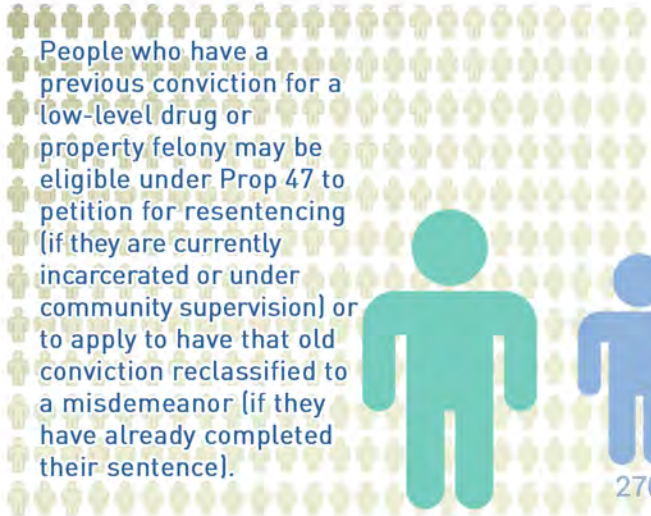 People who have a
previous conviction for a
low-level drug or
property felony may be
eligible under Prop 47 to
petition for resentencing
(if they are currently
incarcerated or under
community supervision) or
to apply to have that old
conviction reclassified to
a misdemeanor (if they
have already completed
their sentence).